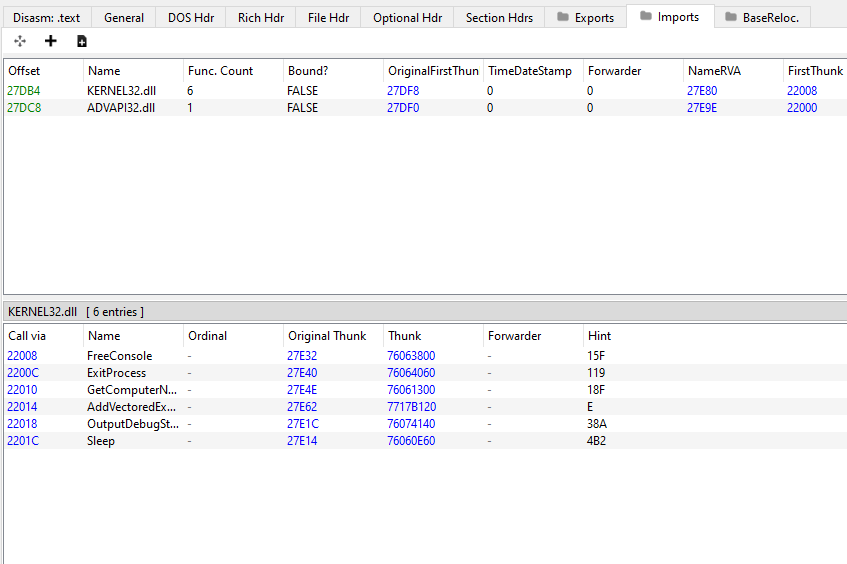 Disasm: .text General DOS Hdr Rich Hdr File Hdr Optional Hdr Section Hdrs Exports Imports BaseReloc.
Offset Name Func. Count Bound? OriginalFirstThun TimeDateStamp Forwarder NameRVA FirstThunk
27DB4 KERNEL32.dll 6 FALSE 27DF8 0 0 27E80 22008
27DC8 ADVAPI32.dll 1 FALSE 27DF0 0 0 27E9E 22000
KERNEL32.dll [ 6 entries ]
Call via Name Ordinal Original Thunk Thunk Forwarder Hint
22008 FreeConsole - 27E32 76063800 - 15F
2200C ExitProcess - 27E40 76064060 - 119
22010 GetComputerN... - 27E4E 76061300 - 18F
22014 AddVectoredEx... - 27E62 7717B120 - E
22018 OutputDebugSt... - 27E1C 76074140 - 38A
2201C Sleep - 27E14 76060E60 - 4B2